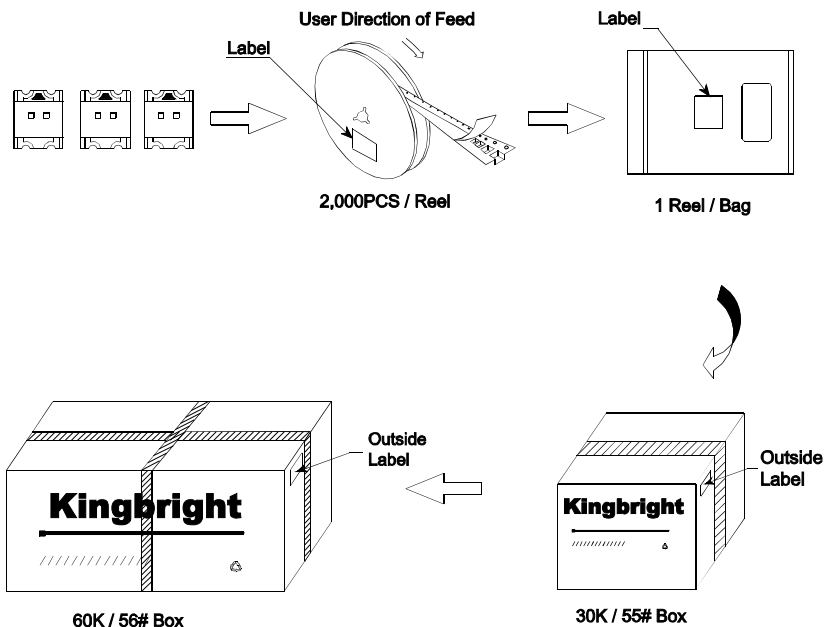 User Direction of Feed
Label
Label
2,000PCS / Reel
1 Reel / Bag
Outside
Label
Outside
Label
Kingbright
Kingbright
60K / 56# Box
30K / 55# Box